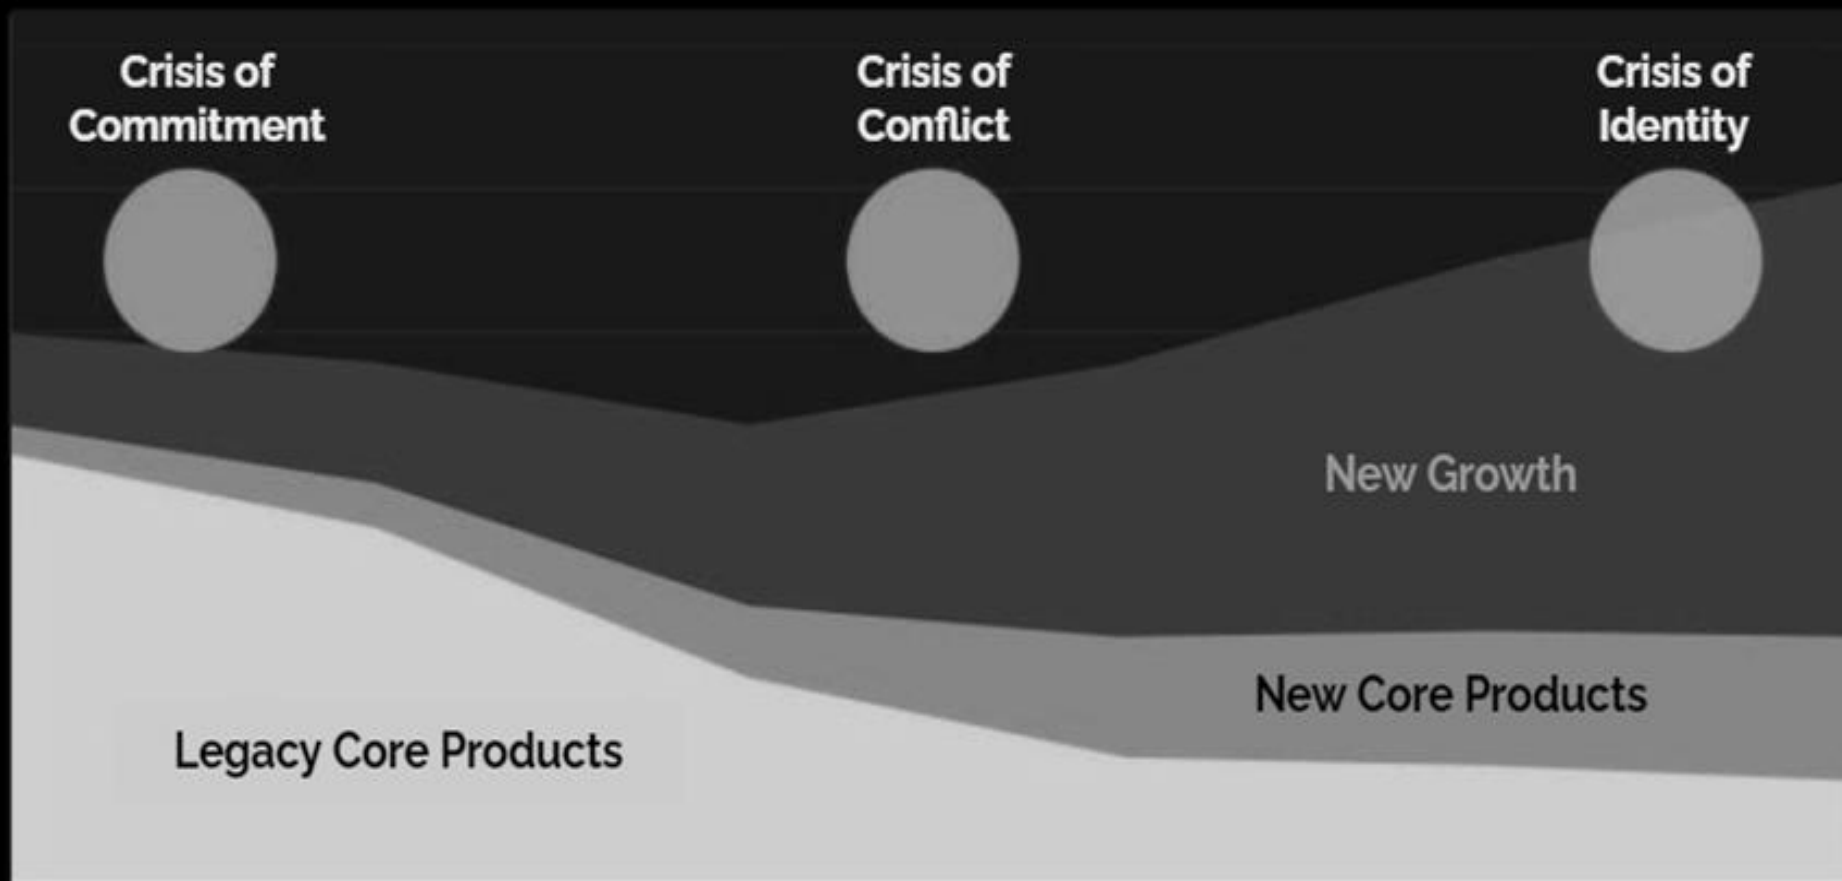 Crisis of
Commitment
Crisis of
Conflict
Crisis of
Identity
New Growth
New Core Products
Legacy Core Products